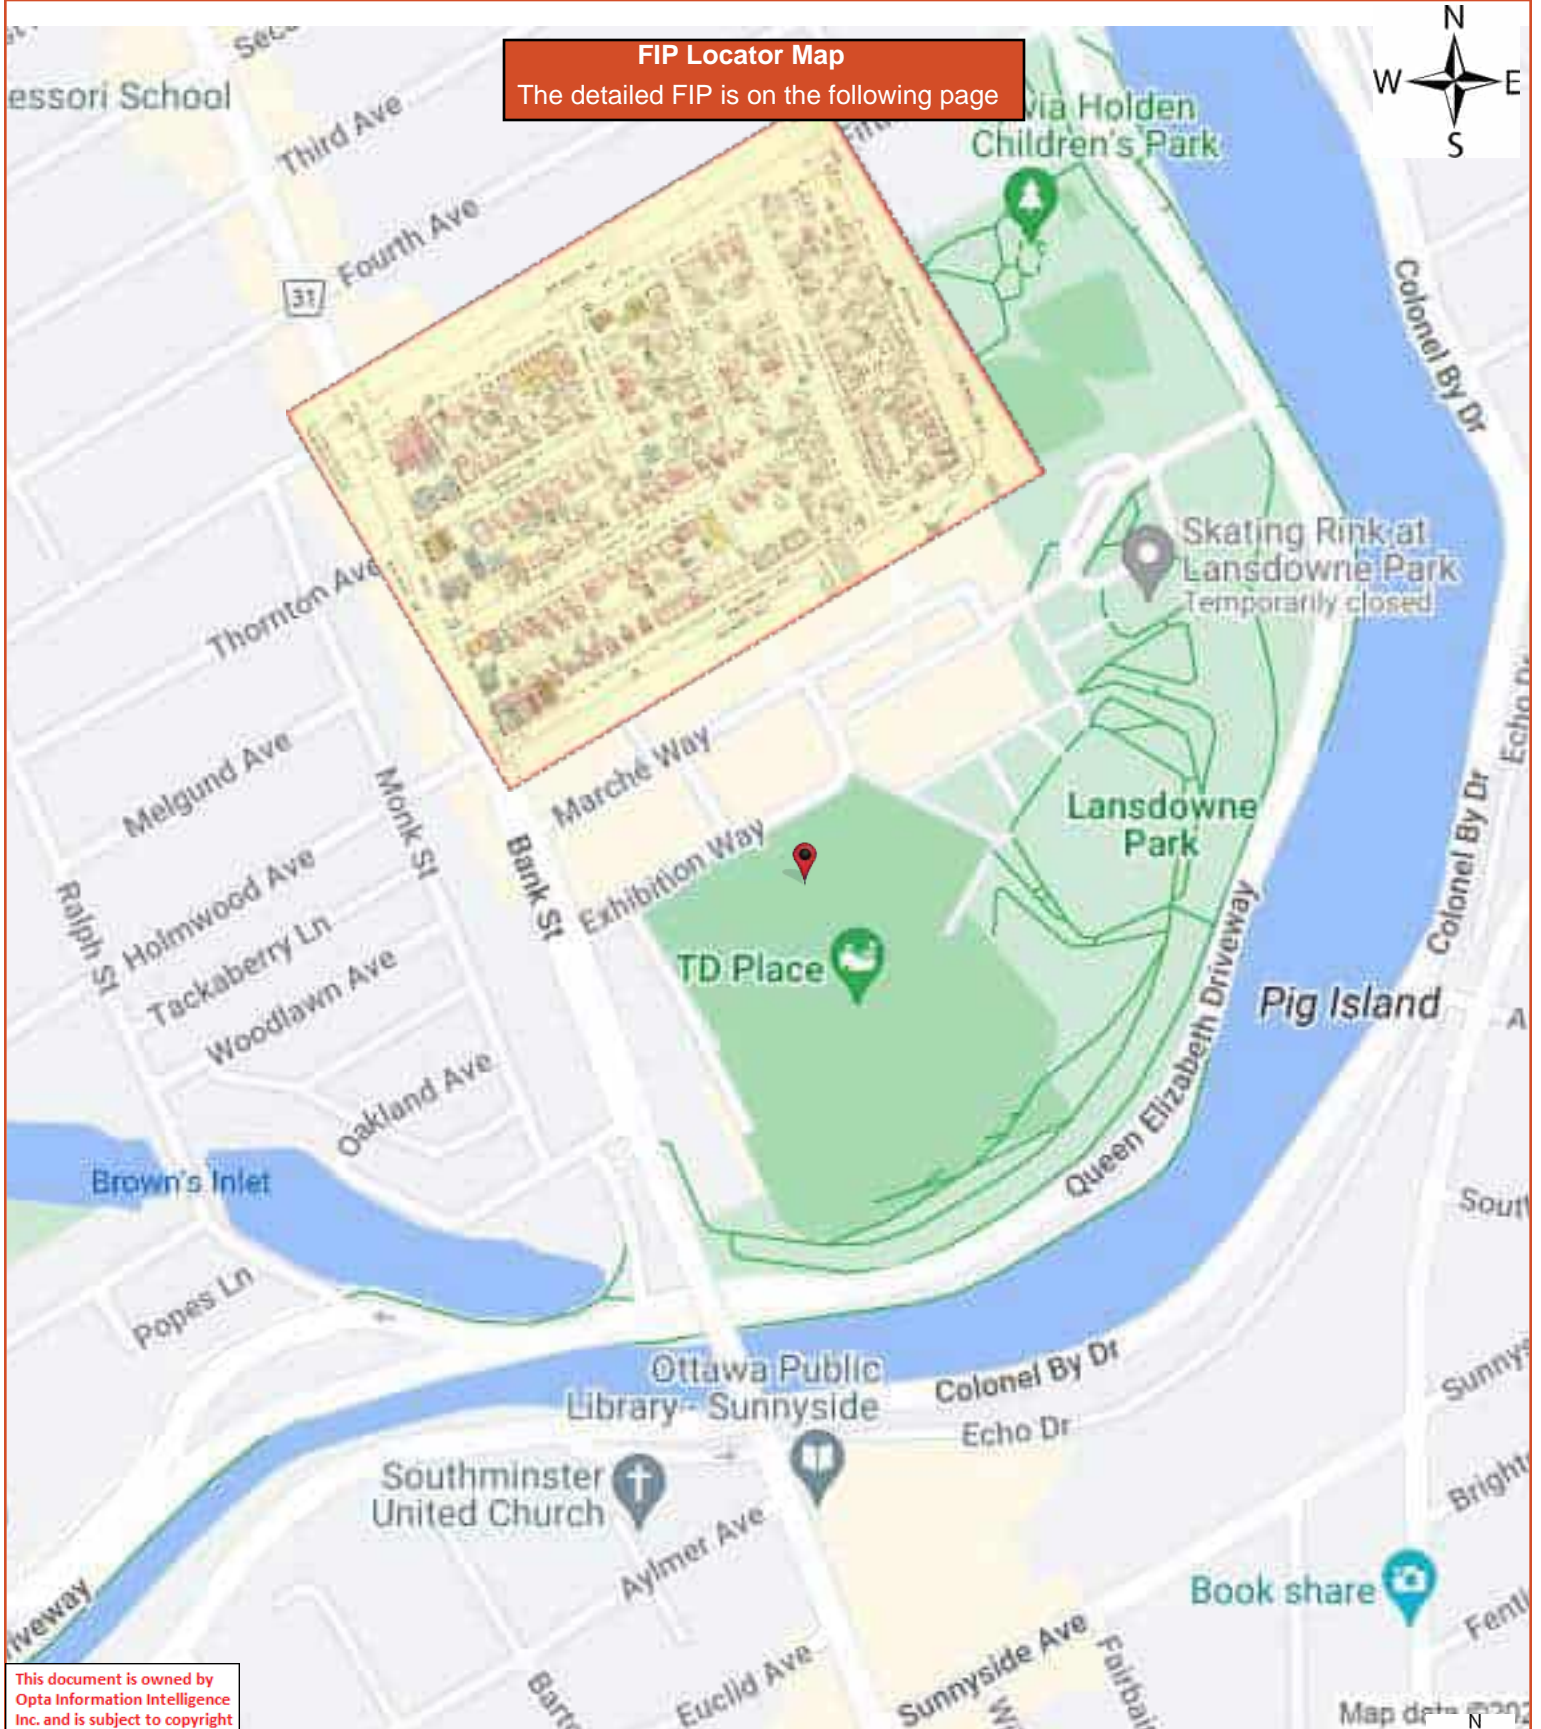 N
W
E
S
FIP Locator Map
The detailed FIP is on the following page
essori School
Third Ave
Fourth Ave
31
via Holden
Children's Park
Colonel By Dr
Skating Rink at
Lansdowne Park
Temporarily closed
Thornton Ave
Melgund Ave
Monk St
Marché Way
Exhibition Way
Bank St
Lansdowne
Park
Echo Dr
Colonel By Dr
Ralph St
Holmwood Ave
Tackaberry Ln
Woodlawn Ave
Oakland Ave
TD Place
Queen Elizabeth Driveway
Pig Island
A
Brown's Inlet
Popes Ln
Ottawa Public
Library - Sunnyside
Colonel By Dr
Echo Dr
Southminster
United Church
Aylmer Ave
Book share
iveway
Euclid Ave
Sunnyside Ave
This document is owned by
Opta Information Intelligence
Inc. and is subject to copyright
N